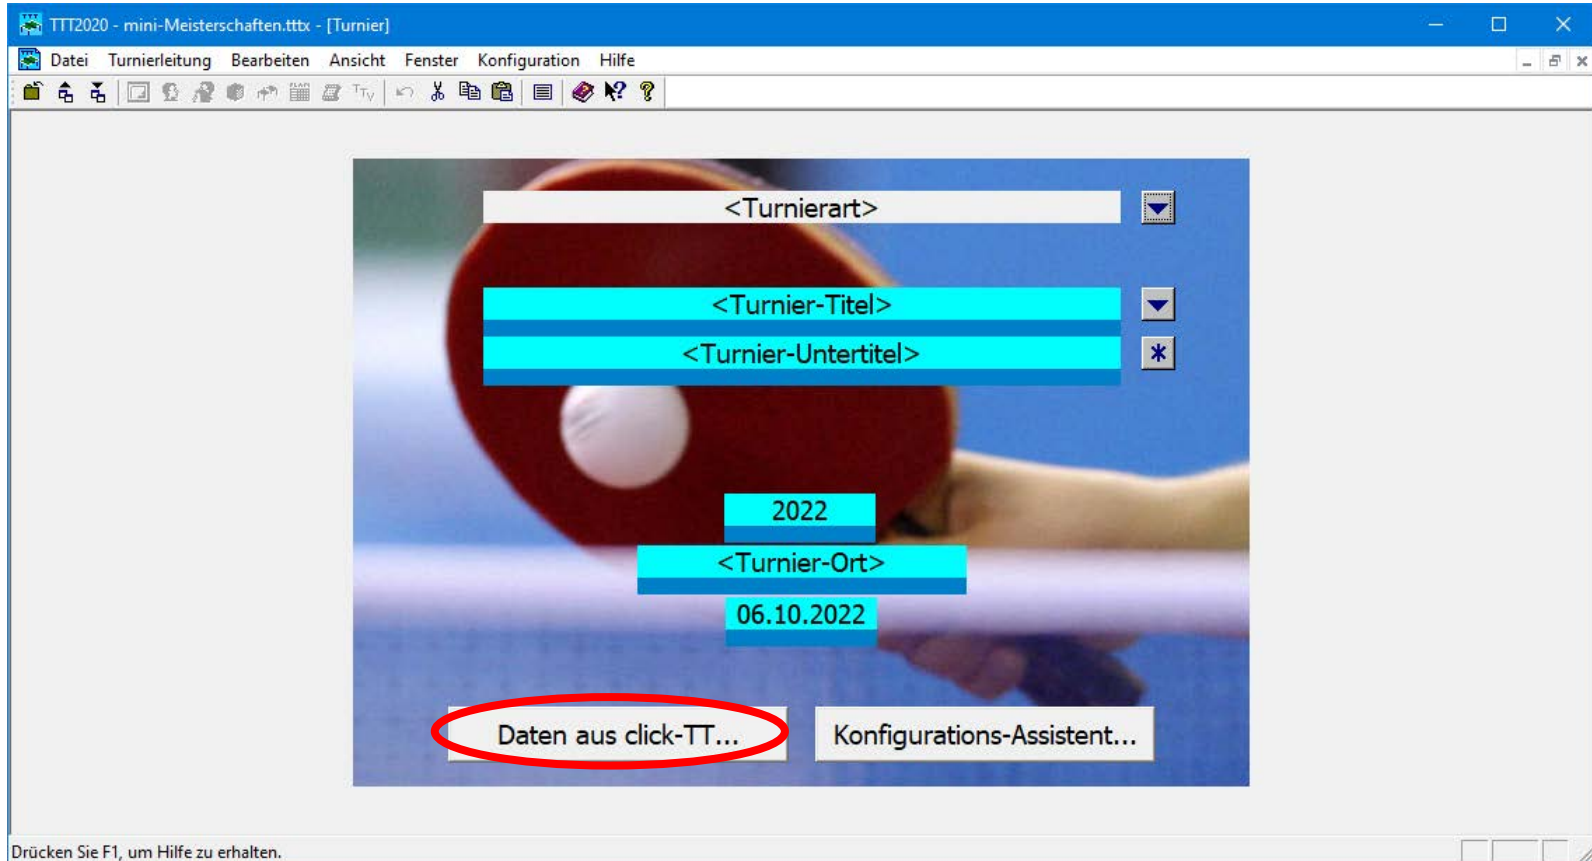 TTT2020 - mini-Meisterschaften.tttx - [Turnier]
Datei Turnierleitung Bearbeiten Ansicht Fenster Konfiguration Hilfe
<Turnierart>
<Turnier-Titel>
<Turnier-Untertitel>
2022
<Turnier-Ort>
06.10.2022
Daten aus click-TT... Konfigurations-Assistent...
Drücken Sie F1, um Hilfe zu erhalten.